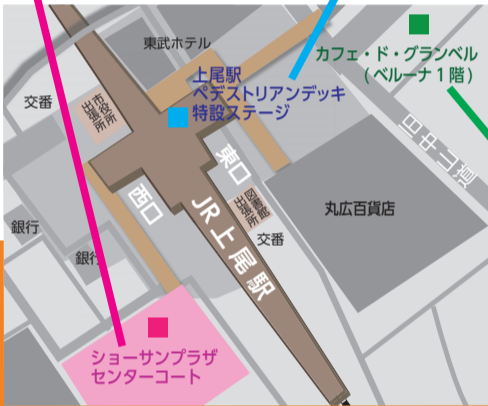 東武ホテル
カフェ・ド・グランベル
(ベルーナ1階)
上尾駅
ペデストリアンデッキ
特設ステージ
交番
市役所
出張所
旧中山道
東口
西口
図書館
出張所
丸広百貨店
JR上尾駅
交番
銀行
銀行
ショーサンプラザ
センターコート